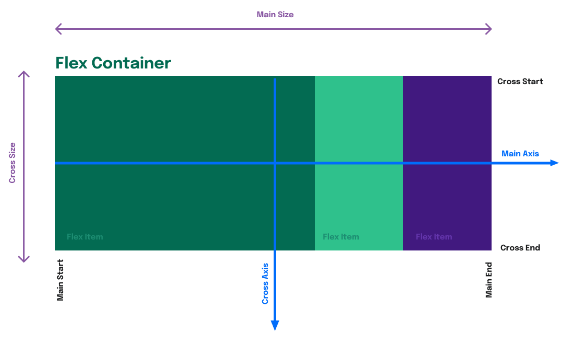 Main Size
Flex Container
Cross Start
Cross Size
Main Axis
Flex Item
Flex Item
Flex Item
Cross End
Main Start
Cross Axis
Main End